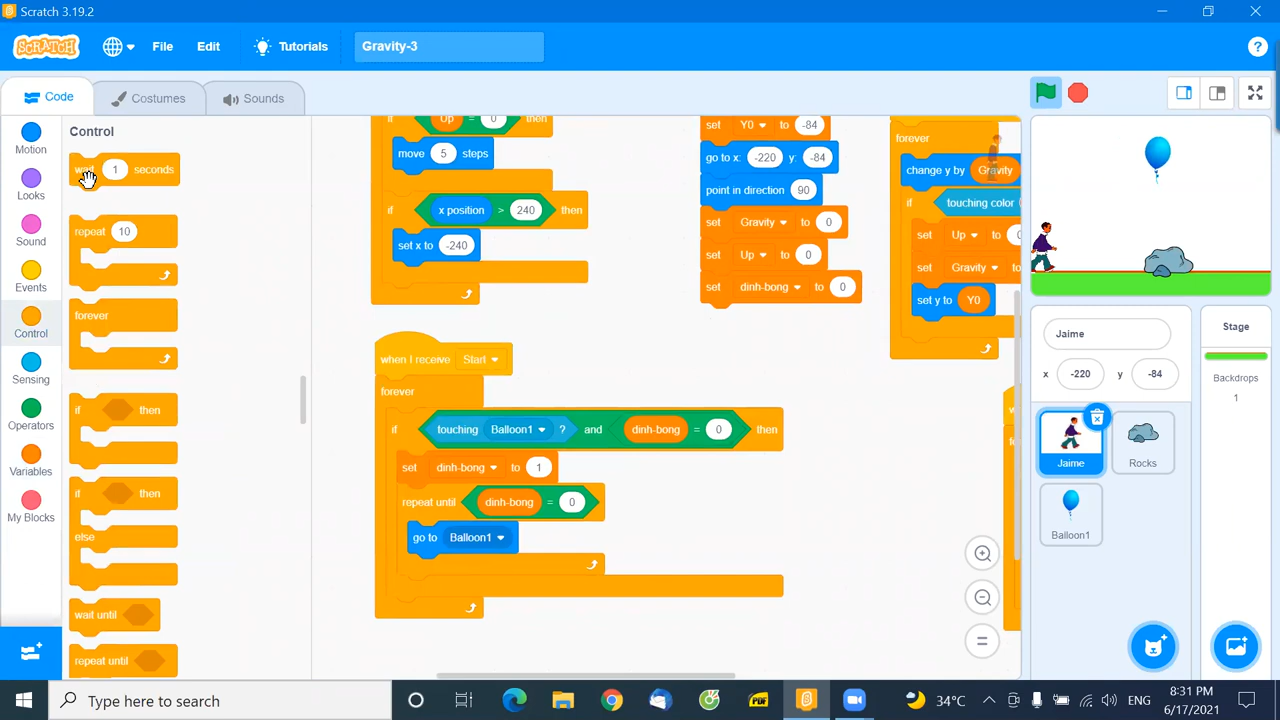 Scratch 3.19.2
SCRATCH
File
Edit
Tutorials
Gravity-3
?
Code
Costumes
Sounds
Motion
Looks
Sound
Events
Control
Sensing
Operators
Variables
My Blocks
Control
wait 1 seconds
repeat 10
forever
if then
if then
else
wait until
repeat until
if Up = 0 then
move 5 steps
if x position > 240 then
set x to -240
when I receive Start
forever
if touching Balloon1 ? and dinh-bong = 0 then
set dinh-bong to 1
repeat until dinh-bong = 0
go to Balloon1
set Y0 to -84
go to x: -220 y: -84
point in direction 90
set Gravity to 0
set Up to 0
set dinh-bong to 0
forever
change y by Gravity
if touching color
set Up to
set Gravity to
set y to Y0
Jaime
x -220 y -84
Jaime
Rocks
Balloon1
Stage
Backdrops
1
Type here to search
PDF
34°C
ENG
8:31 PM
6/17/2021